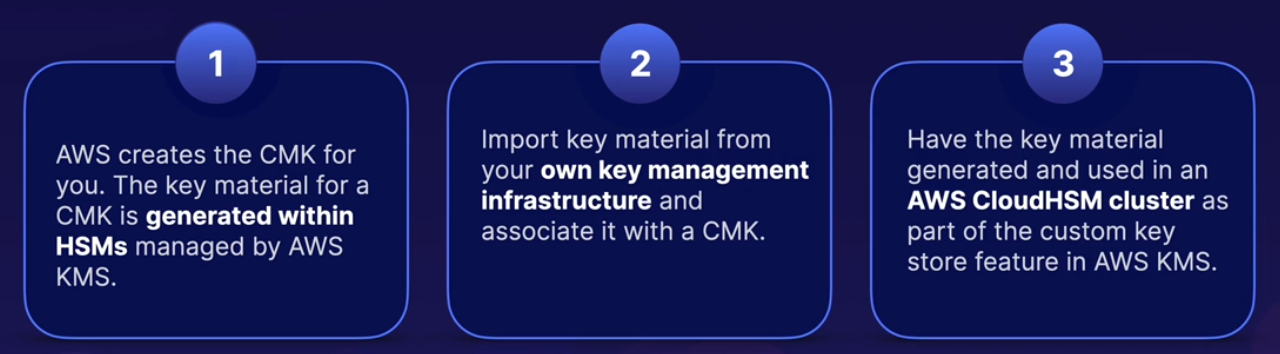 1
AWS creates the CMK for
you. The key material for a
CMK is generated within
HSMs managed by AWS
KMS.
2
Import key material from
your own key management
infrastructure and
associate it with a CMK.
3
Have the key material
generated and used in an
AWS CloudHSM cluster as
part of the custom key
store feature in AWS KMS.